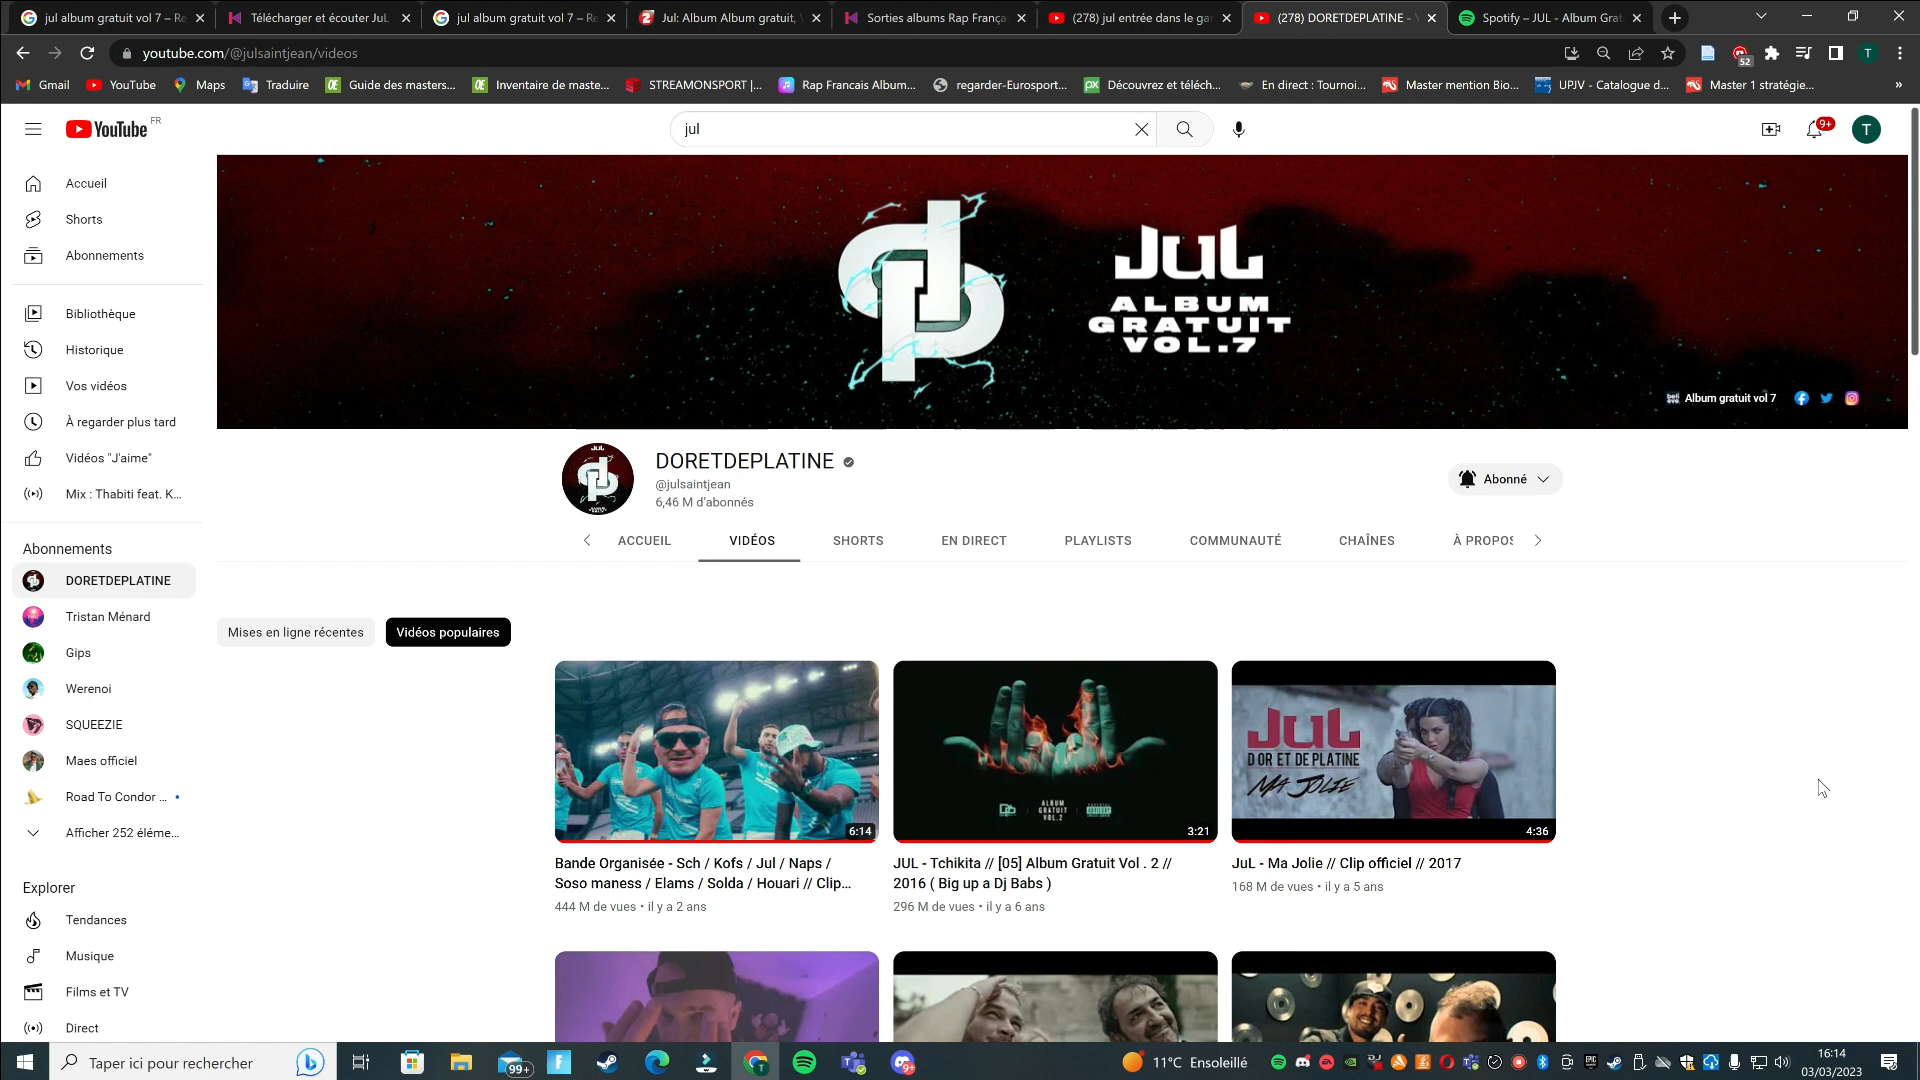 jul album gratuit vol 7 – Re
Télécharger et écouter JuL
jul album gratuit vol 7 – Re
Jul: Album Album gratuit,
Sorties albums Rap França
(278) jul entrée dans le gar
(278) DORETDEPLATINE - Y
Spotify – JUL - Album Grat
youtube.com/@julsaintjean/videos
52
T
Gmail
YouTube
Maps
Traduire
Guide des masters...
Inventaire de maste...
STREAMONSPORT |...
Rap Francais Album...
regarder-Eurosport...
Découvrez et téléch...
En direct : Tournoi...
Master mention Bio...
UPJV - Catalogue d...
Master 1 stratégie...
»
YouTube FR
jul
9+
T
Accueil
Shorts
Abonnements
Bibliothèque
Historique
Vos vidéos
À regarder plus tard
Vidéos "J'aime"
Mix : Thabiti feat. K...
Abonnements
DORETDEPLATINE
Tristan Ménard
Gips
Werenoi
SQUEEZIE
Maes officiel
Road To Condor ...
Afficher 252 éléme...
Explorer
Tendances
Musique
Films et TV
Direct
JuL
ALBUM
GRATUIT
VOL.7
Album gratuit vol 7
DORETDEPLATINE
@julsaintjean
6,46 M d'abonnés
Abonné
ACCUEIL
VIDÉOS
SHORTS
EN DIRECT
PLAYLISTS
COMMUNAUTÉ
CHAÎNES
À PROPOS
Mises en ligne récentes
Vidéos populaires
6:14
ALBUM
GRATUIT
VOL.2
3:21
JuL
D'OR ET DE PLATINE
MA JOLIE
4:36
Bande Organisée - Sch / Kofs / Jul / Naps /
Soso maness / Elams / Solda / Houari // Clip...
444 M de vues • il y a 2 ans
JUL - Tchikita // [05] Album Gratuit Vol . 2 //
2016 ( Big up a Dj Babs )
296 M de vues • il y a 6 ans
JuL - Ma Jolie // Clip officiel // 2017
168 M de vues • il y a 5 ans
Taper ici pour rechercher
99+
11°C Ensoleillé
16:14
03/03/2023